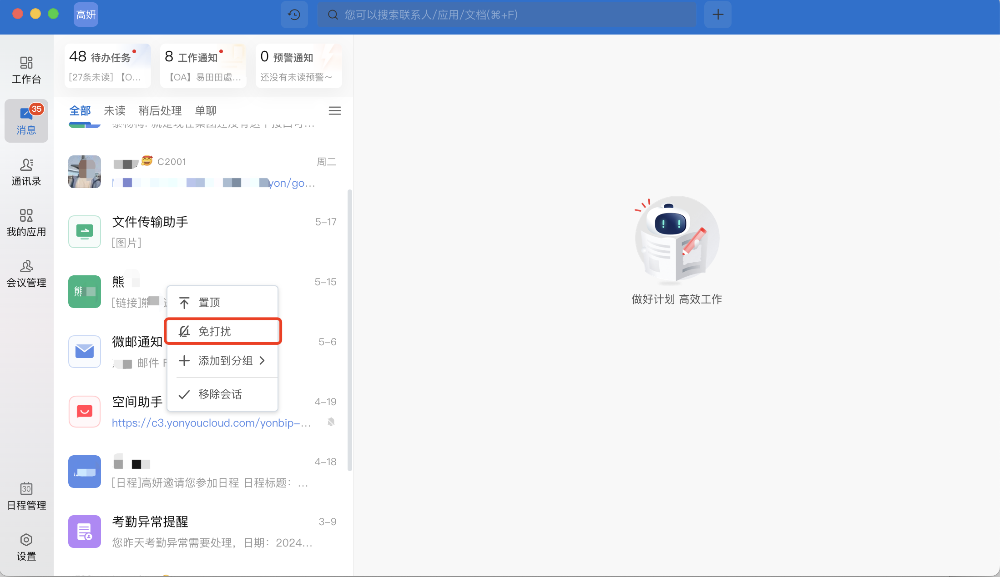 高妍
您可以搜索联系人/应用/文档(⌘+F)
工作台
35
消息
通讯录
我的应用
会议管理
30
日程管理
设置
48 待办任务
[27条未读] 【O...
8 工作通知
【OA】易田田處...
0 预警通知
还没有未读预警～
全部 未读 稍后处理 单聊
C2001 周二
yon/go...
文件传输助手 5-17
[图片]
熊
熊 5-15
[链接]熊
微邮通知 5-6
邮件
空间助手 4-19
https://c3.yonyoucloud.com/yonbip-...
4-18
[日程]高妍邀请您参加日程 日程标题：...
考勤异常提醒 3-9
您昨天考勤异常需要处理，日期：2024...
置顶
免打扰
添加到分组
移除会话
做好计划 高效工作